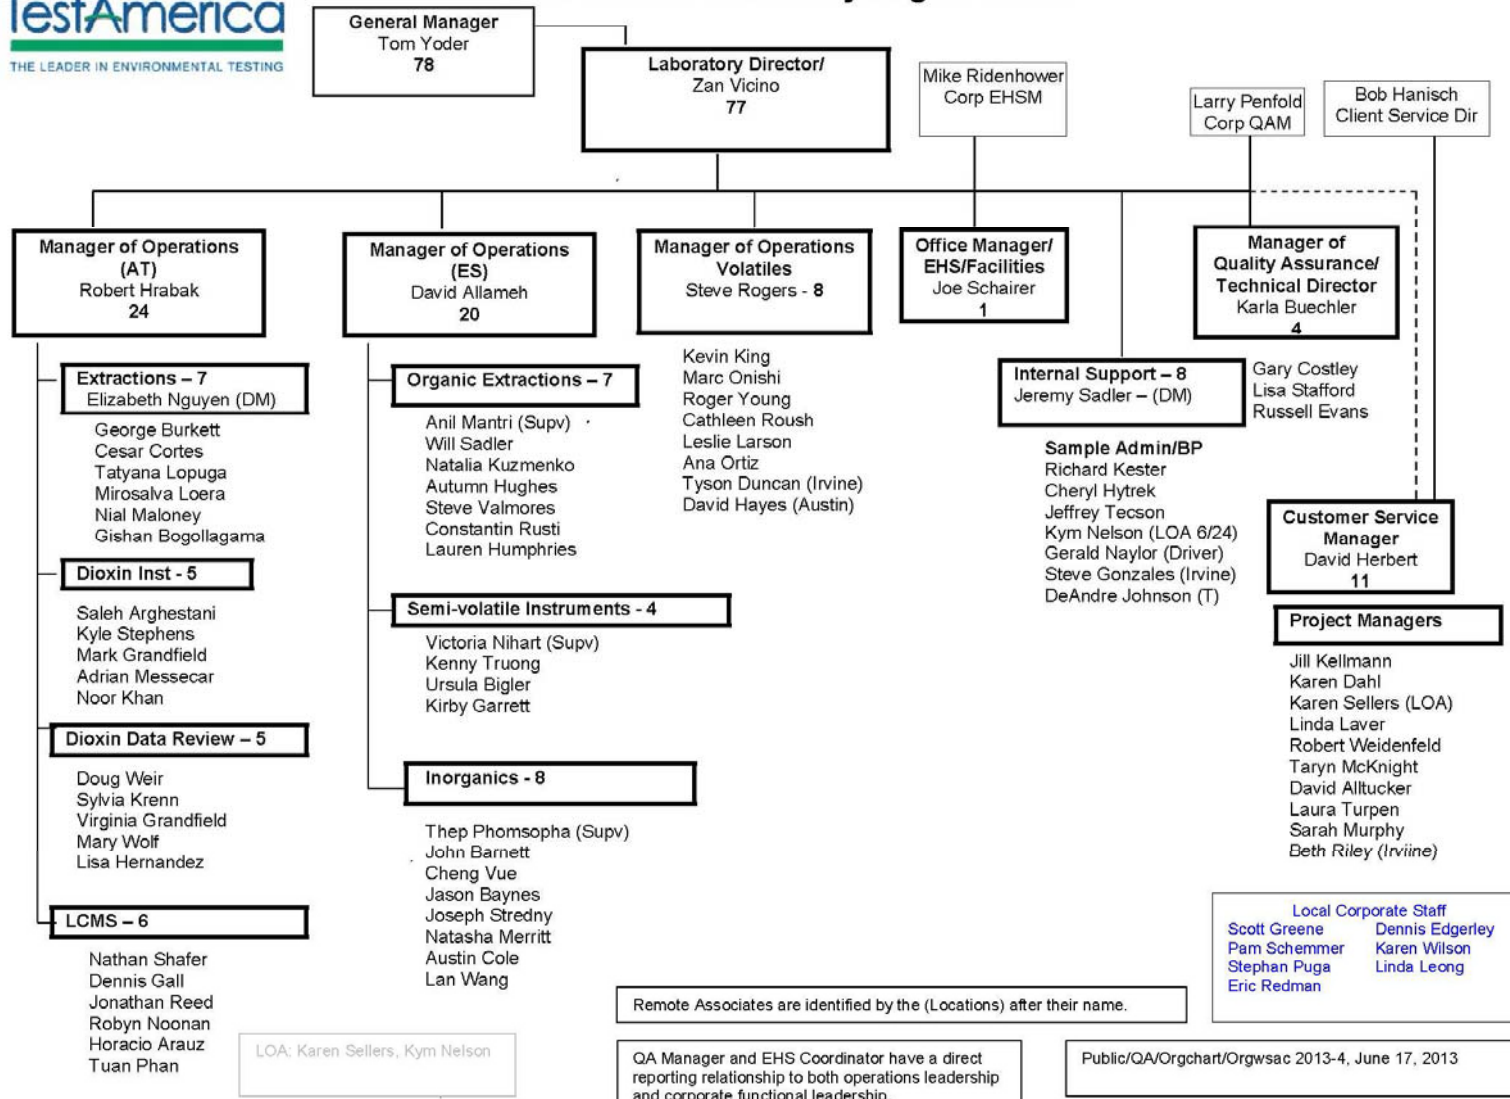 TestAmerica
THE LEADER IN ENVIRONMENTAL TESTING
General Manager
Tom Yoder
78
Laboratory Director/
Zan Vicino
77
Mike Ridenhower
Corp EHSM
Larry Penfold
Corp QAM
Bob Hanisch
Client Service Dir
Manager of Operations
(AT)
Robert Hrabak
24
Manager of Operations
(ES)
David Allameh
20
Manager of Operations
Volatiles
Steve Rogers - 8
Office Manager/
EHS/Facilities
Joe Schairer
1
Manager of
Quality Assurance/
Technical Director
Karla Buechler
4
Extractions – 7
Elizabeth Nguyen (DM)
George Burkett
Cesar Cortes
Tatyana Lopuga
Mirosalva Loera
Nial Maloney
Gishan Bogollagama
Dioxin Inst - 5
Saleh Arghestani
Kyle Stephens
Mark Grandfield
Adrian Messecar
Noor Khan
Dioxin Data Review – 5
Doug Weir
Sylvia Krenn
Virginia Grandfield
Mary Wolf
Lisa Hernandez
LCMS – 6
Nathan Shafer
Dennis Gall
Jonathan Reed
Robyn Noonan
Horacio Arauz
Tuan Phan
Organic Extractions – 7
Anil Mantri (Supv)
Will Sadler
Natalia Kuzmenko
Autumn Hughes
Steve Valmores
Constantin Rusti
Lauren Humphries
Semi-volatile Instruments - 4
Victoria Nihart (Supv)
Kenny Truong
Ursula Bigler
Kirby Garrett
Inorganics - 8
Thep Phomsopha (Supv)
John Barnett
Cheng Vue
Jason Baynes
Joseph Stredny
Natasha Merritt
Austin Cole
Lan Wang
Kevin King
Marc Onishi
Roger Young
Cathleen Roush
Leslie Larson
Ana Ortiz
Tyson Duncan (Irvine)
David Hayes (Austin)
Internal Support – 8
Jeremy Sadler – (DM)
Sample Admin/BP
Richard Kester
Cheryl Hytrek
Jeffrey Tecson
Kym Nelson (LOA 6/24)
Gerald Naylor (Driver)
Steve Gonzales (Irvine)
DeAndre Johnson (T)
Gary Costley
Lisa Stafford
Russell Evans
Customer Service
Manager
David Herbert
11
Project Managers
Jill Kellmann
Karen Dahl
Karen Sellers (LOA)
Linda Laver
Robert Weidenfeld
Taryn McKnight
David Alltucker
Laura Turpen
Sarah Murphy
Beth Riley (Irviine)
Local Corporate Staff
Scott Greene Dennis Edgerley
Pam Schemmer Karen Wilson
Stephan Puga Linda Leong
Eric Redman
Remote Associates are identified by the (Locations) after their name.
LOA: Karen Sellers, Kym Nelson
QA Manager and EHS Coordinator have a direct
reporting relationship to both operations leadership
and corporate functional leadership
Public/QA/Orgchart/Orgwsac 2013-4, June 17, 2013